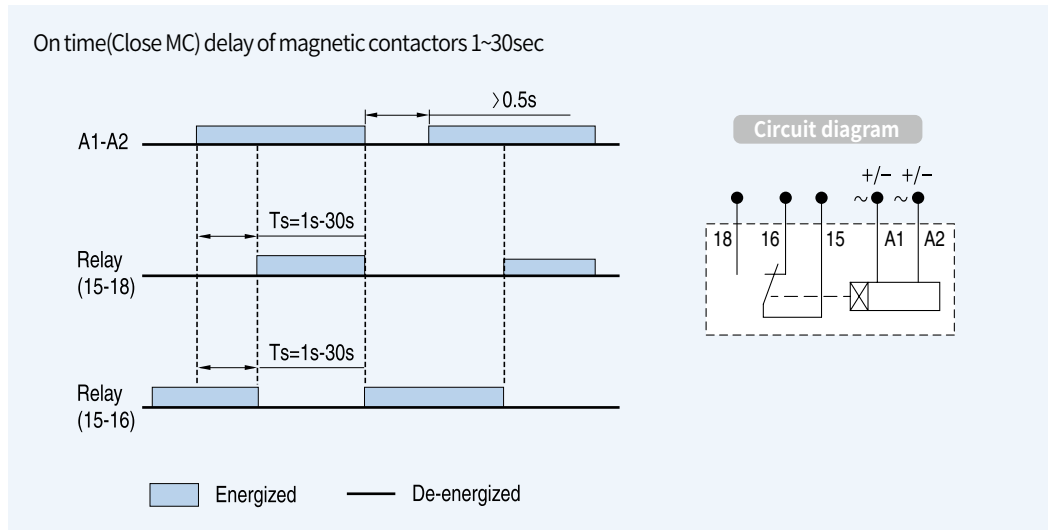 On time(Close MC) delay of magnetic contactors 1~30sec
>0.5s
A1-A2
Ts=1s-30s
Relay
(15-18)
Ts=1s-30s
Relay
(15-16)
Energized
De-energized
Circuit diagram
+/- +/-
~ ~
18 16 15 A1 A2